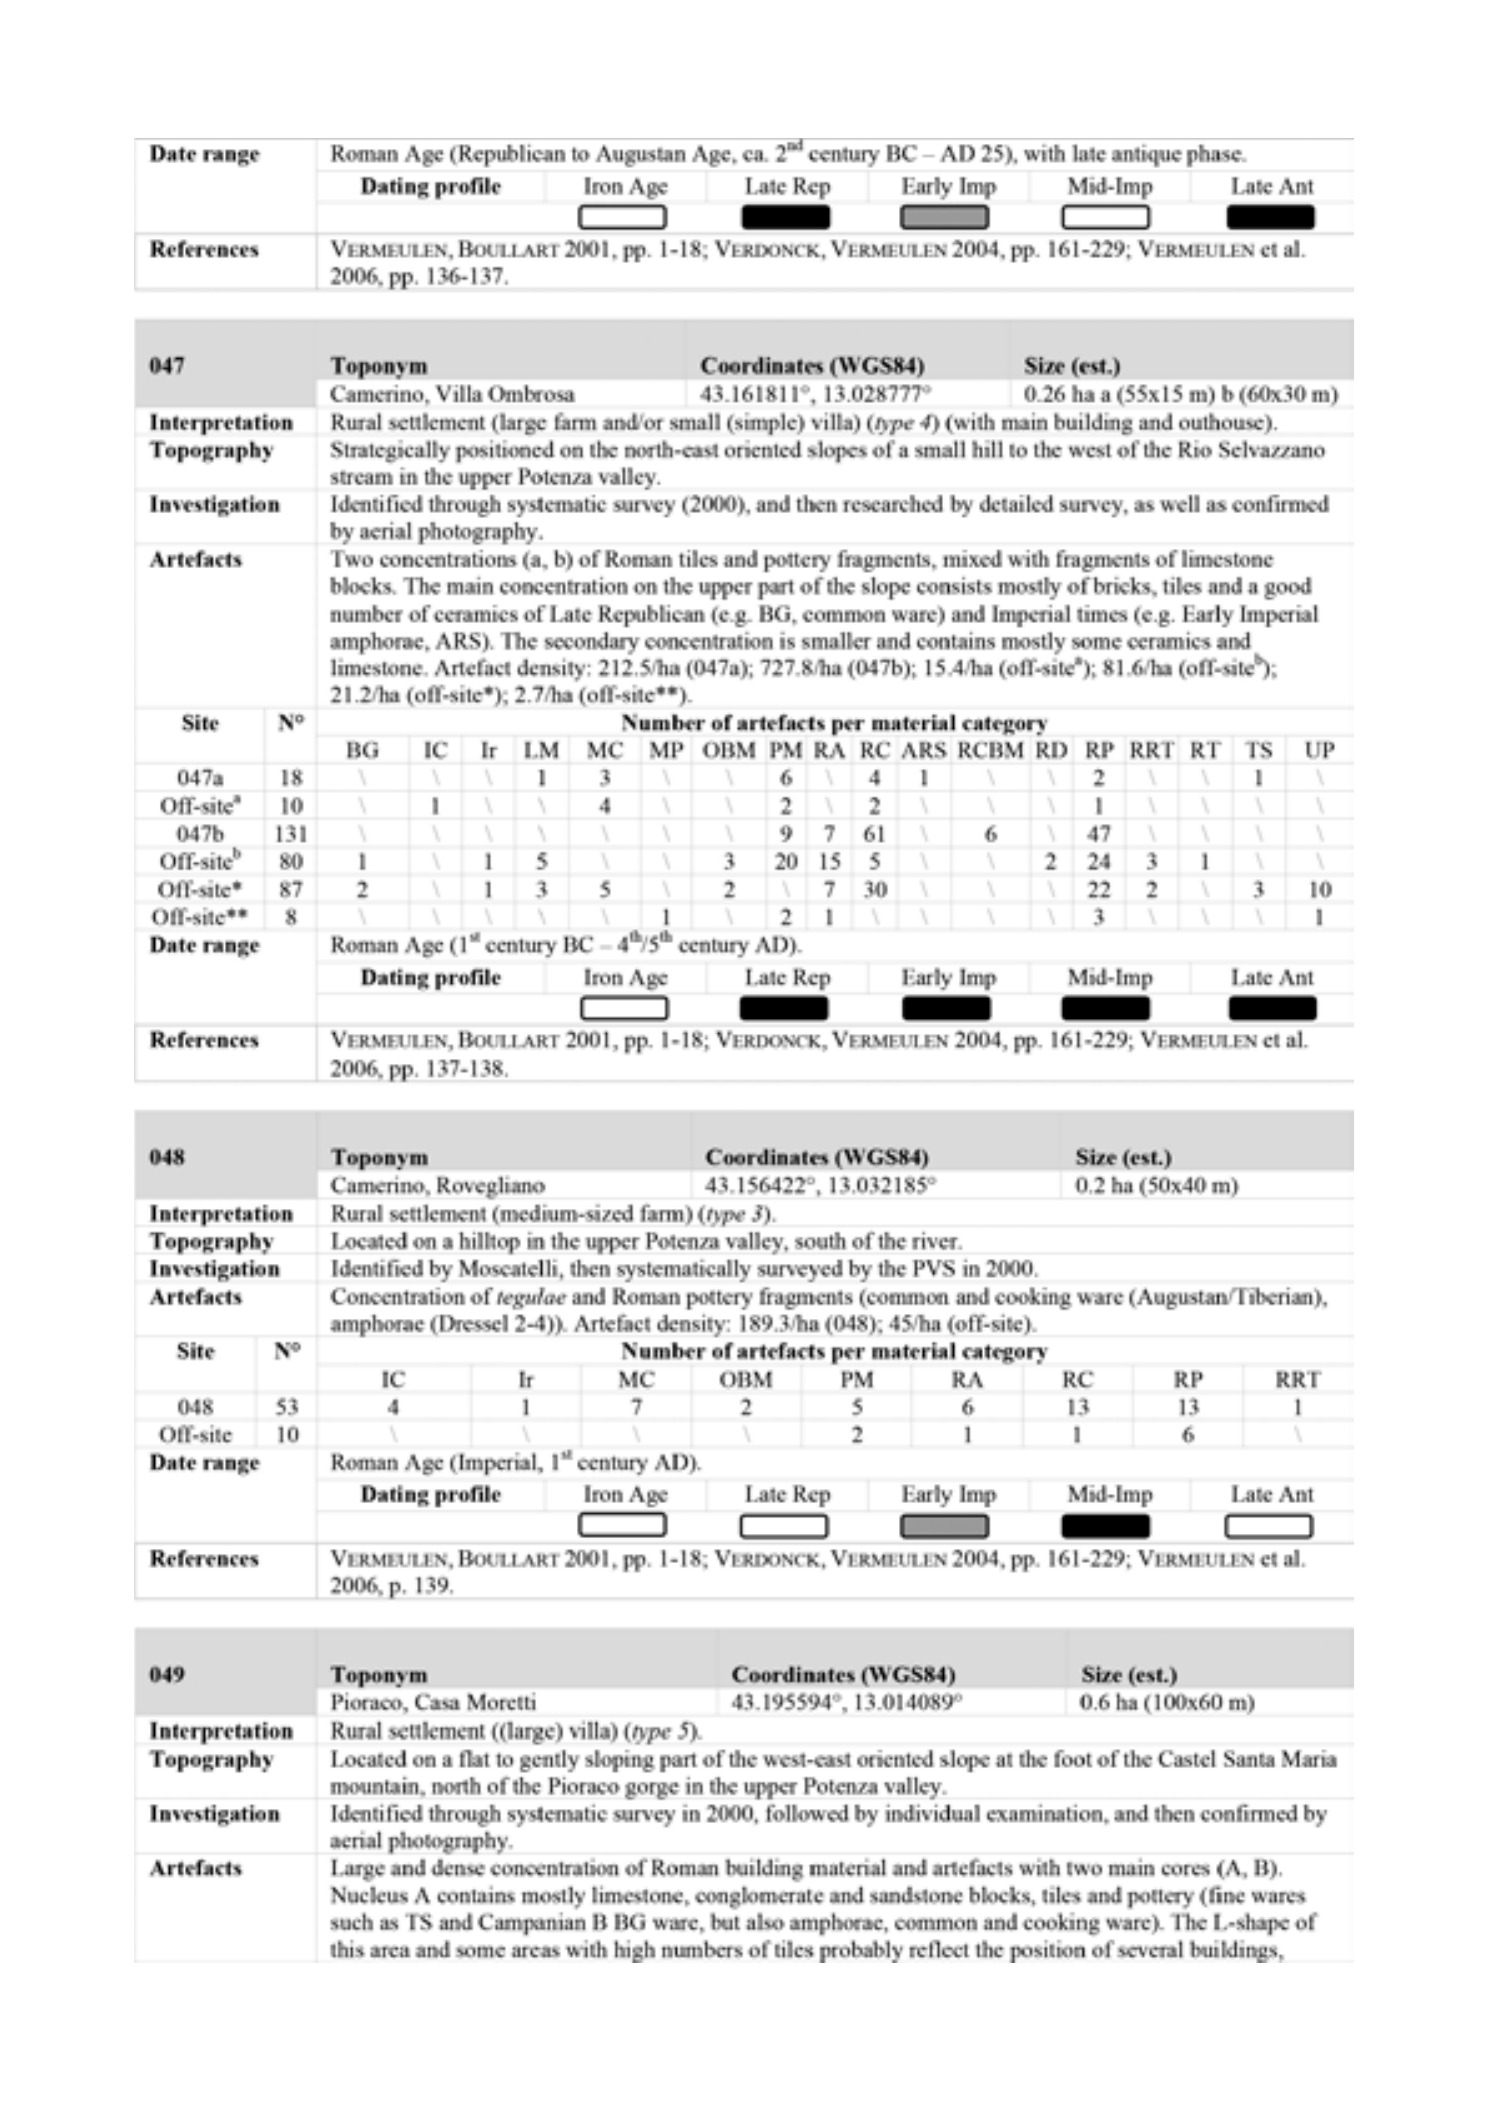 Date range Roman Age (Republican to Augustan Age, ca. 2nd century BC – AD 25), with late antique phase.
Dating profile Iron Age Late Rep Early Imp Mid-Imp Late Ant
References VERMEULEN, BOULLART 2001, pp. 1-18; VERDONCK, VERMEULEN 2004, pp. 161-229; VERMEULEN et al.
2006, pp. 136-137.
047 Toponym Coordinates (WGS84) Size (est.)
Camerino, Villa Ombrosa 43.161811°, 13.028777° 0.26 ha a (55x15 m) b (60x30 m)
Interpretation Rural settlement (large farm and/or small (simple) villa) (type 4) (with main building and outhouse).
Topography Strategically positioned on the north-east oriented slopes of a small hill to the west of the Rio Selvazzano
stream in the upper Potenza valley.
Investigation Identified through systematic survey (2000), and then researched by detailed survey, as well as confirmed
by aerial photography.
Artefacts Two concentrations (a, b) of Roman tiles and pottery fragments, mixed with fragments of limestone
blocks. The main concentration on the upper part of the slope consists mostly of bricks, tiles and a good
number of ceramics of Late Republican (e.g. BG, common ware) and Imperial times (e.g. Early Imperial
amphorae, ARS). The secondary concentration is smaller and contains mostly some ceramics and
limestone. Artefact density: 212.5/ha (047a); 727.8/ha (047b); 15.4/ha (off-siteª); 81.6/ha (off-siteᵇ);
21.2/ha (off-site*); 2.7/ha (off-site**).
Site N° Number of artefacts per material category
BG IC Ir LM MC MP OBM PM RA RC ARS RCBM RD RP RRT RT TS UP
047a 18 \ \ \ 1 3 \ \ 6 \ 4 1 \ \ 2 \ \ 1 \
Off-siteª 10 \ 1 \ \ 4 \ \ 2 \ 2 \ \ \ 1 \ \ \ \
047b 131 \ \ \ \ \ \ \ 9 7 61 \ 6 \ 47 \ \ \ \
Off-siteᵇ 80 1 \ 1 5 \ \ 3 20 15 5 \ \ 2 24 3 1 \ \
Off-site* 87 2 \ 1 3 5 \ 2 \ 7 30 \ \ \ 22 2 \ 3 10
Off-site** 8 \ \ \ \ \ 1 \ 2 1 \ \ \ \ 3 \ \ \ 1
Date range Roman Age (1st century BC – 4th/5th century AD).
Dating profile Iron Age Late Rep Early Imp Mid-Imp Late Ant
References VERMEULEN, BOULLART 2001, pp. 1-18; VERDONCK, VERMEULEN 2004, pp. 161-229; VERMEULEN et al.
2006, pp. 137-138.
048 Toponym Coordinates (WGS84) Size (est.)
Camerino, Rovegliano 43.156422°, 13.032185° 0.2 ha (50x40 m)
Interpretation Rural settlement (medium-sized farm) (type 3).
Topography Located on a hilltop in the upper Potenza valley, south of the river.
Investigation Identified by Moscatelli, then systematically surveyed by the PVS in 2000.
Artefacts Concentration of tegulae and Roman pottery fragments (common and cooking ware (Augustan/Tiberian),
amphorae (Dressel 2-4)). Artefact density: 189.3/ha (048); 45/ha (off-site).
Site N° Number of artefacts per material category
IC Ir MC OBM PM RA RC RP RRT
048 53 4 1 7 2 5 6 13 13 1
Off-site 10 \ \ \ \ 2 1 1 6 \
Date range Roman Age (Imperial, 1st century AD).
Dating profile Iron Age Late Rep Early Imp Mid-Imp Late Ant
References VERMEULEN, BOULLART 2001, pp. 1-18; VERDONCK, VERMEULEN 2004, pp. 161-229; VERMEULEN et al.
2006, p. 139.
049 Toponym Coordinates (WGS84) Size (est.)
Pioraco, Casa Moretti 43.195594°, 13.014089° 0.6 ha (100x60 m)
Interpretation Rural settlement ((large) villa) (type 5).
Topography Located on a flat to gently sloping part of the west-east oriented slope at the foot of the Castel Santa Maria
mountain, north of the Pioraco gorge in the upper Potenza valley.
Investigation Identified through systematic survey in 2000, followed by individual examination, and then confirmed by
aerial photography.
Artefacts Large and dense concentration of Roman building material and artefacts with two main cores (A, B).
Nucleus A contains mostly limestone, conglomerate and sandstone blocks, tiles and pottery (fine wares
such as TS and Campanian B BG ware, but also amphorae, common and cooking ware). The L-shape of
this area and some areas with high numbers of tiles probably reflect the position of several buildings,